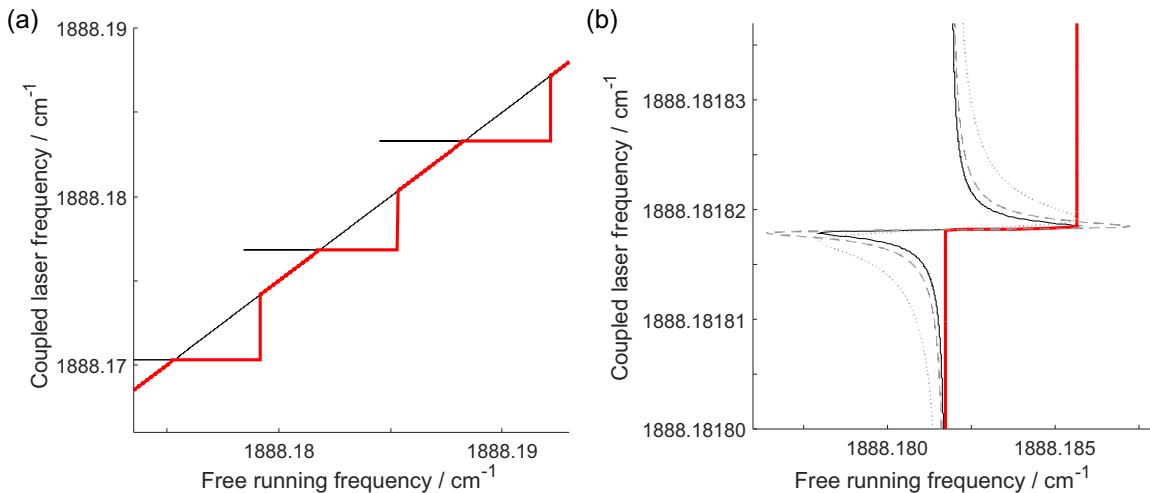 (a)
1888.19
1888.18
1888.17
Coupled laser frequency / cm-1
1888.18
1888.19
Free running frequency / cm-1
(b)
1888.18183
1888.18182
1888.18181
1888.18180
Coupled laser frequency / cm-1
1888.180
1888.185
Free running frequency / cm-1